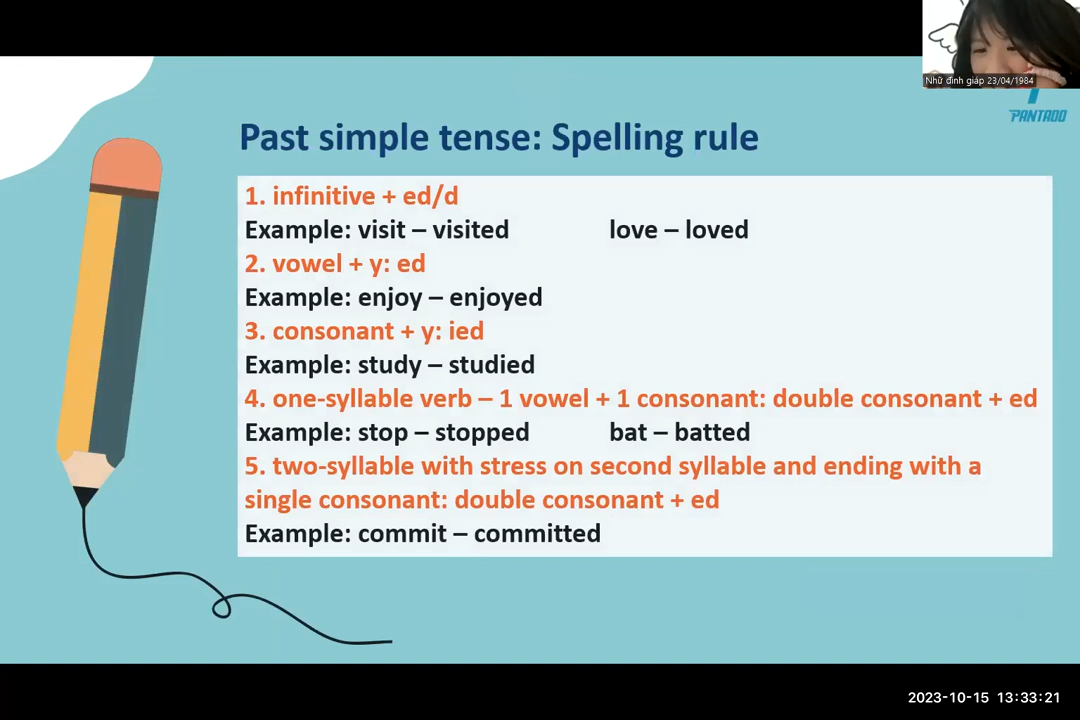 Nhữ đình giáp 23/04/1984
PANTADO
Past simple tense: Spelling rule
1. infinitive + ed/d
Example: visit – visited love – loved
2. vowel + y: ed
Example: enjoy – enjoyed
3. consonant + y: ied
Example: study – studied
4. one-syllable verb – 1 vowel + 1 consonant: double consonant + ed
Example: stop – stopped bat – batted
5. two-syllable with stress on second syllable and ending with a
single consonant: double consonant + ed
Example: commit – committed
2023-10-15 13:33:21